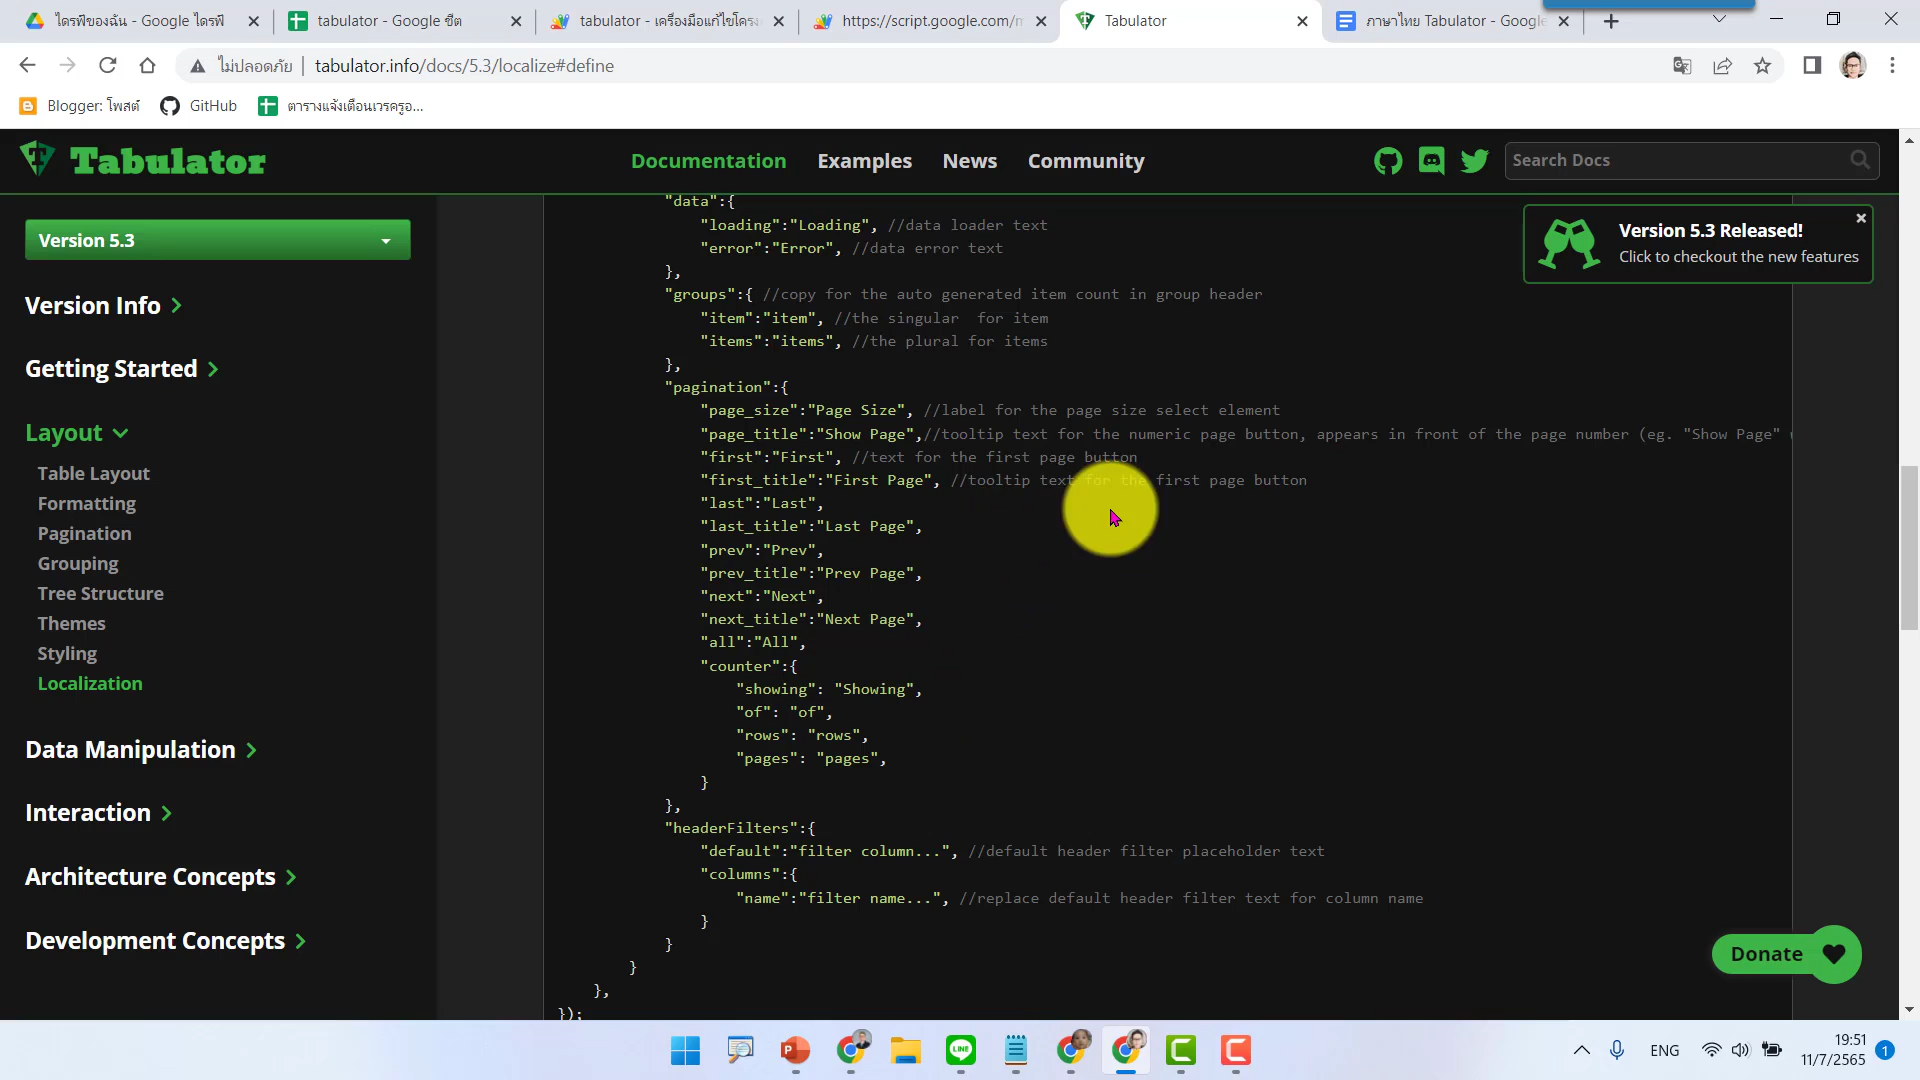 ไดรฟ์ของฉัน - Google ไดรฟ์
tabulator - Google ชีต
tabulator - เครื่องมือแก้ไขโครง
https://script.google.com/m
Tabulator
ภาษาไทย Tabulator - Google
ไม่ปลอดภัย
tabulator.info/docs/5.3/localize#define
Blogger: โพสต์
GitHub
ตารางแจ้งเตือนเวรครูอ...
Tabulator
Documentation
Examples
News
Community
Search Docs
Version 5.3
Version Info
Getting Started
Layout
Table Layout
Formatting
Pagination
Grouping
Tree Structure
Themes
Styling
Localization
Data Manipulation
Interaction
Architecture Concepts
Development Concepts
"data":{
"loading":"Loading", //data loader text
"error":"Error", //data error text
},
"groups":{ //copy for the auto generated item count in group header
"item":"item", //the singular  for item
"items":"items", //the plural for items
},
"pagination":{
"page_size":"Page Size", //label for the page size select element
"page_title":"Show Page",//tooltip text for the numeric page button, appears in front of the page number (eg. "Show Page"
"first":"First", //text for the first page button
"first_title":"First Page", //tooltip text for the first page button
"last":"Last",
"last_title":"Last Page",
"prev":"Prev",
"prev_title":"Prev Page",
"next":"Next",
"next_title":"Next Page",
"all":"All",
"counter":{
"showing": "Showing",
"of": "of",
"rows": "rows",
"pages": "pages",
}
},
"headerFilters":{
"default":"filter column...", //default header filter placeholder text
"columns":{
"name":"filter name...", //replace default header filter text for column name
}
}
}
},
});
Version 5.3 Released!
Click to checkout the new features
Donate
ENG
19:51
11/7/2565
1